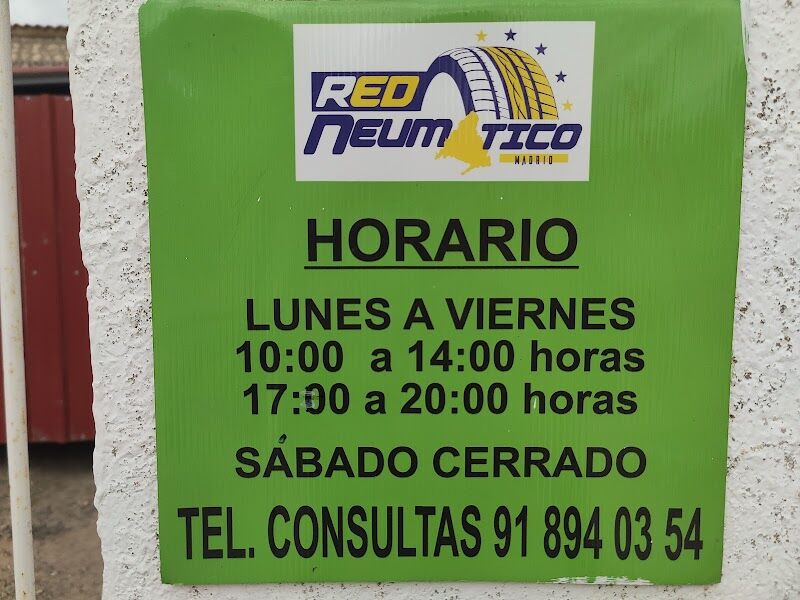 RED
NEUMATICO
MADRID
HORARIO
LUNES A VIERNES
10:00 a 14:00 horas
17:00 a 20:00 horas
SÁBADO CERRADO
TEL. CONSULTAS 91 894 03 54